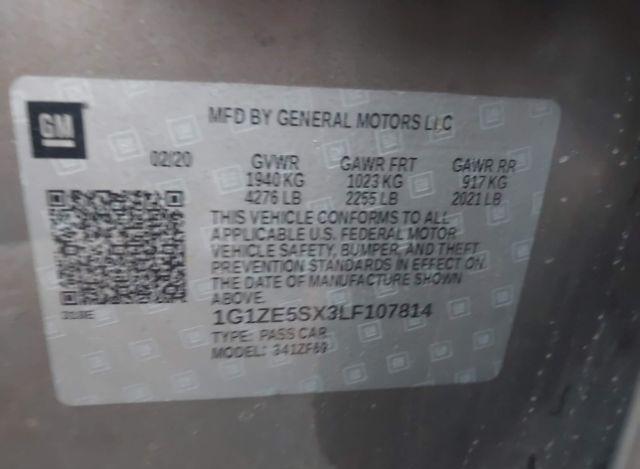 GM
MFD BY GENERAL MOTORS LLC
02/20 GVWR GAWR FRT GAWR RR
1940 KG 1023 KG 917 KG
4276 LB 2255 LB 2021 LB
THIS VEHICLE CONFORMS TO ALL
APPLICABLE U.S. FEDERAL MOTOR
VEHICLE SAFETY, BUMPER, AND THEFT
PREVENTION STANDARDS IN EFFECT ON
THE DATE OF MANUFACTURE SHOWN
ABOVE.
1G1ZE5SX3LF107814
TYPE: PASS CAR
MODEL: 341ZF69